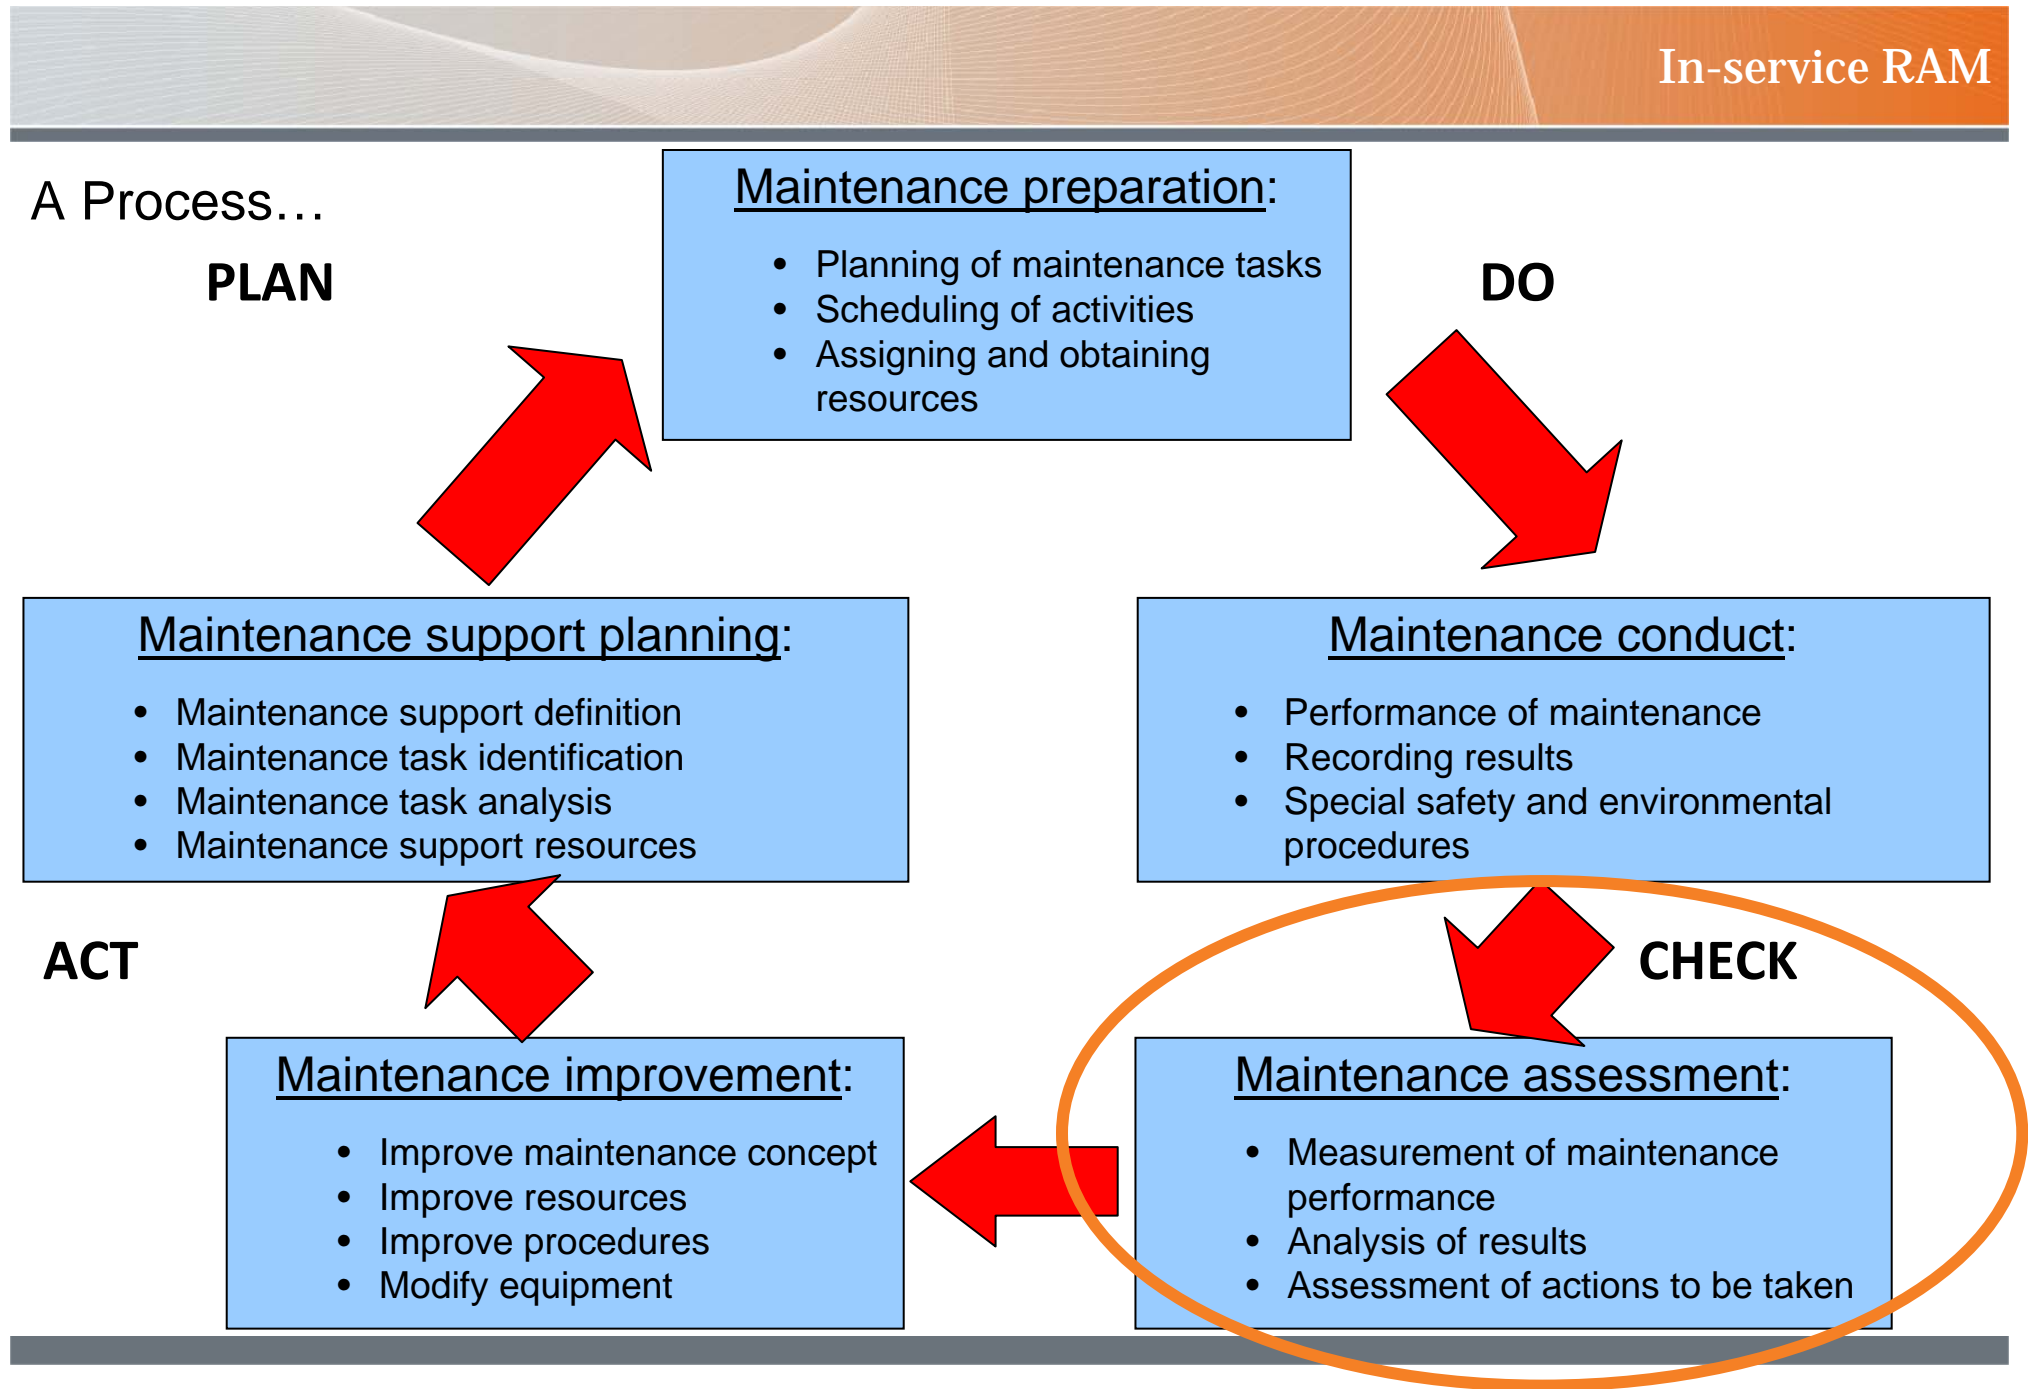 In-service RAM
A Process…
PLAN
DO
Maintenance preparation:
• Planning of maintenance tasks
• Scheduling of activities
• Assigning and obtaining
resources
Maintenance support planning:
• Maintenance support definition
• Maintenance task identification
• Maintenance task analysis
• Maintenance support resources
Maintenance conduct:
• Performance of maintenance
• Recording results
• Special safety and environmental
procedures
ACT
CHECK
Maintenance improvement:
• Improve maintenance concept
• Improve resources
• Improve procedures
• Modify equipment
Maintenance assessment:
• Measurement of maintenance
performance
• Analysis of results
• Assessment of actions to be taken